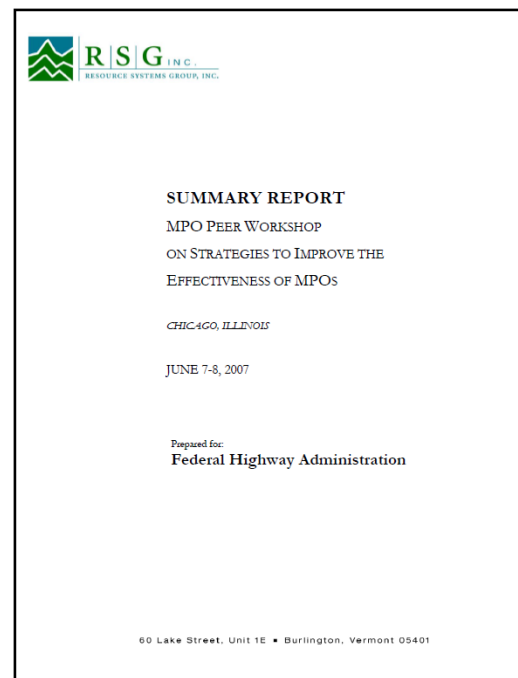 R|S|G INC.
RESOURCE SYSTEMS GROUP, INC.
SUMMARY REPORT
MPO PEER WORKSHOP
ON STRATEGIES TO IMPROVE THE
EFFECTIVENESS OF MPOS
CHICAGO, ILLINOIS
JUNE 7-8, 2007
Prepared for:
Federal Highway Administration
60 Lake Street, Unit 1E ▪ Burlington, Vermont 05401